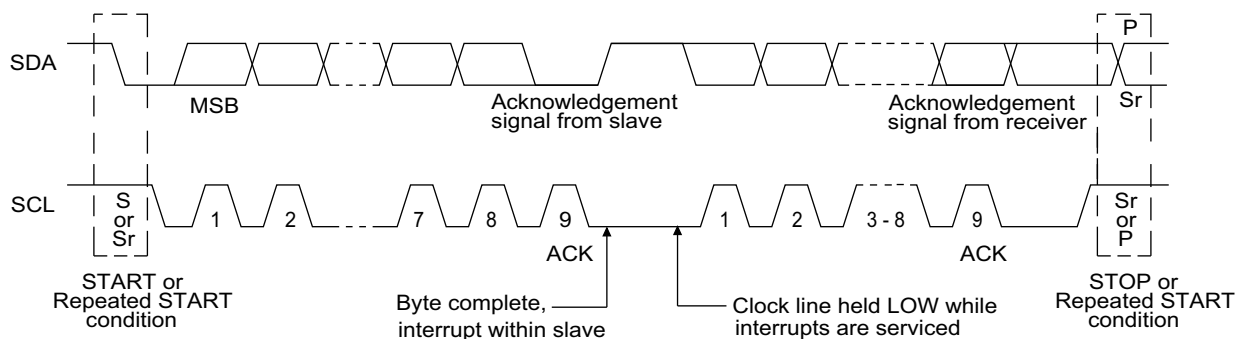 P
SDA
MSB
Acknowledgement
signal from slave
Acknowledgement
signal from receiver
Sr
SCL
S
or
Sr
1
2
7
8
9
1
2
3 - 8
9
Sr
or
P
ACK
ACK
START or
Repeated START
condition
Byte complete,
interrupt within slave
Clock line held LOW while
interrupts are serviced
STOP or
Repeated START
condition